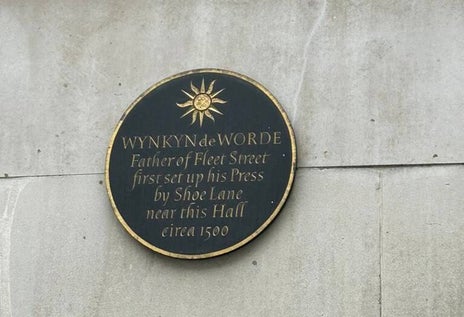 WYNKYN de WORDE
Father of Fleet Street
first set up his Press
by Shoe Lane
near this Hall
circa 1500